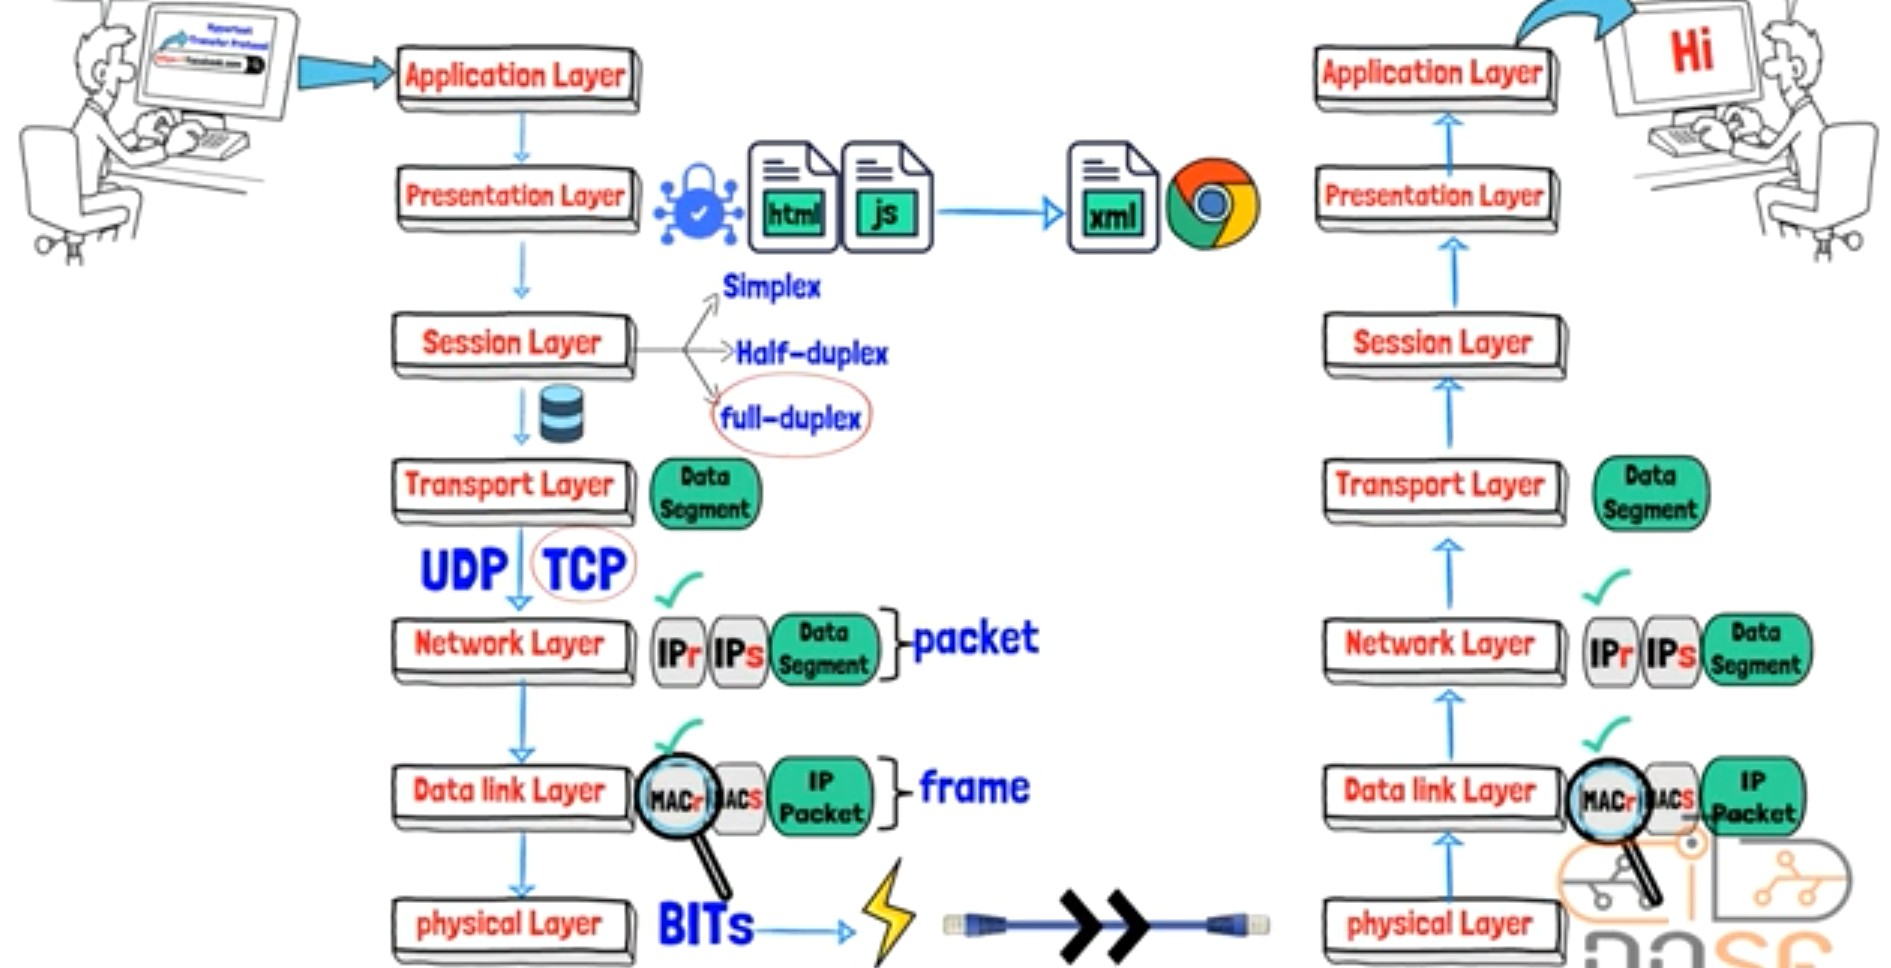 Hypertext
Transfer Protocol
Hi
Application Layer
Application Layer
Presentation Layer
html
js
xml
Presentation Layer
Simplex
Session Layer
Half-duplex
full-duplex
Session Layer
Transport Layer
Data
Segment
Transport Layer
Data
Segment
UDP
TCP
Network Layer
IPr
IPs
Data
Segment
packet
Network Layer
IPr
IPs
Data
Segment
Data link Layer
MACr
MACs
IP
Packet
frame
Data link Layer
MACr
MACs
IP
Packet
physical Layer
BITs
physical Layer